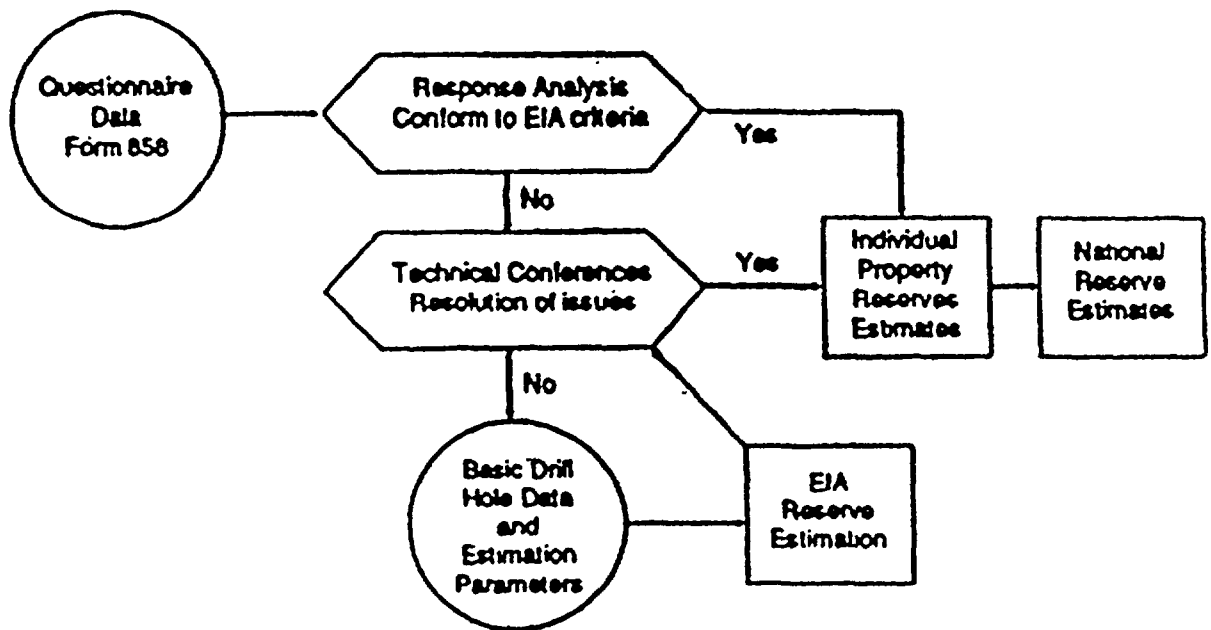 Questionnaire
Data
Form 858
Response Analysis
Conform to EIA criteria
Yes
No
Technical Conferences
Resolution of issues
Yes
Individual
Property
Reserves
Estimates
National
Reserve
Estimates
No
Basic Drill
Hole Data
and
Estimation
Parameters
EIA
Reserve
Estimation